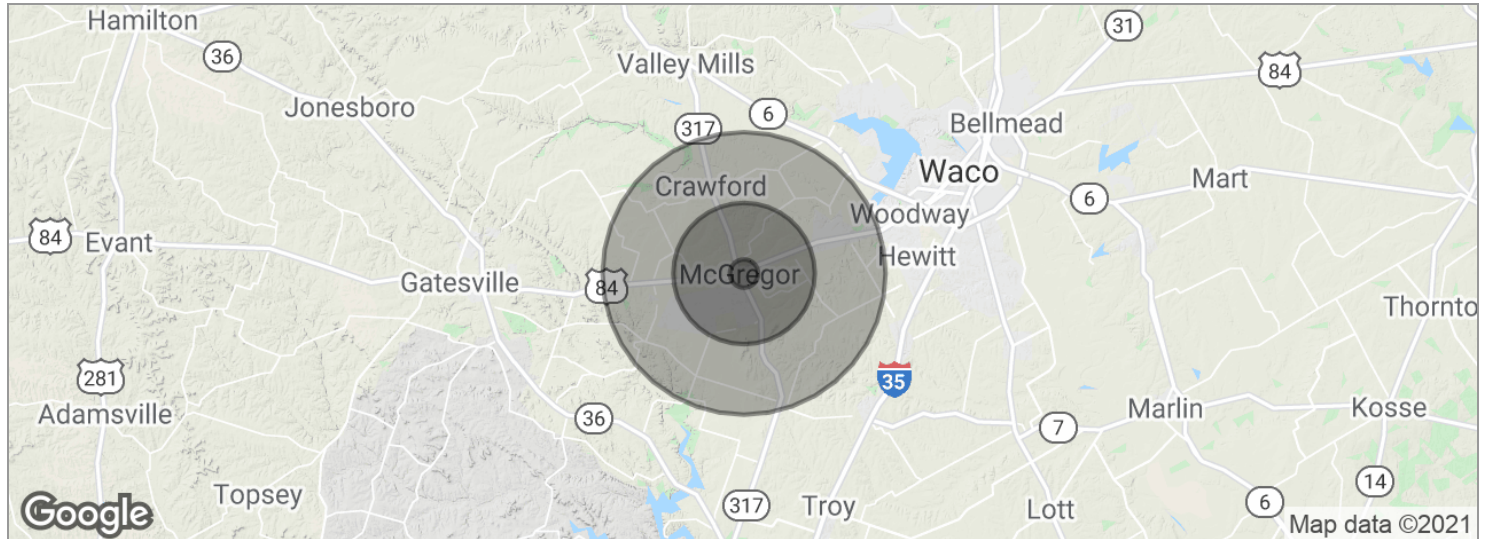 Hamilton
31
36
84
Valley Mills
Jonesboro
6
317
Bellmead
Waco
Crawford
Mart
6
Woodway
84
Evant
Hewitt
McGregor
Gatesville
84
Thornto
281
35
Adamsville
Marlin
Kosse
36
7
14
Topsey
317
Troy
Lott
6
Google
Map data ©2021